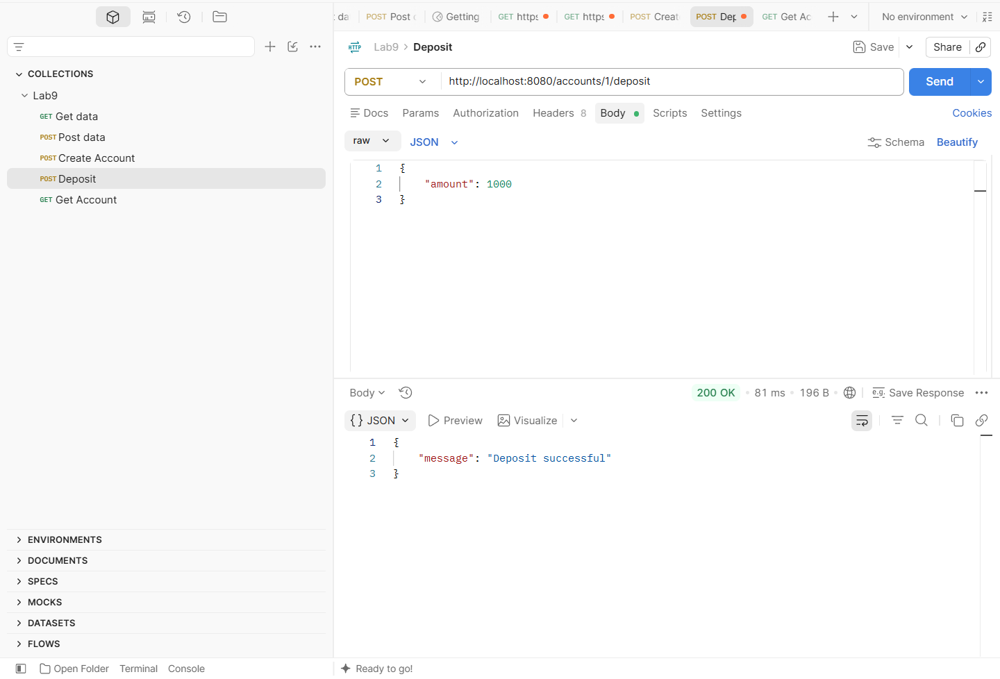 COLLECTIONS
Lab9
GET Get data
POST Post data
POST Create Account
POST Deposit
GET Get Account
ENVIRONMENTS
DOCUMENTS
SPECS
MOCKS
DATASETS
FLOWS
Open Folder Terminal Console
da POST Post GET https GET https POST Creat POST Dep GET Get Ac No environment
Getting
HTTP Lab9 > Deposit Save Share
POST http://localhost:8080/accounts/1/deposit Send
Docs Params Authorization Headers 8 Body Scripts Settings Cookies
raw JSON Schema Beautify
1 {
2 "amount": 1000
3 }
Body 200 OK 81 ms 196 B e.g. Save Response
{} JSON Preview Visualize
1 {
2 "message": "Deposit successful"
3 }
Ready to go!